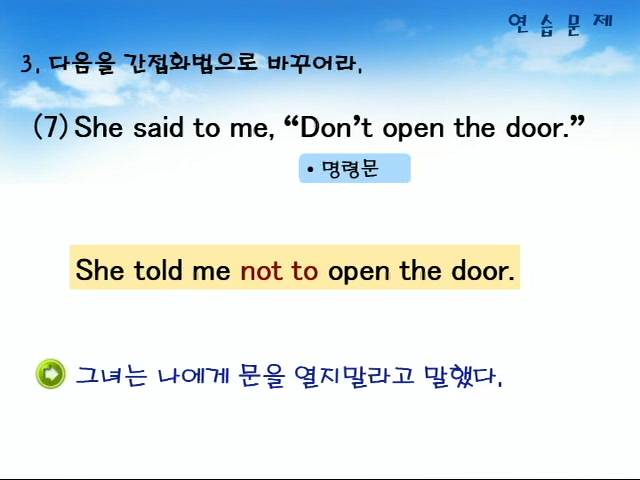 연습문제
3. 다음을 간접화법으로 바꾸어라.
(7) She said to me, “Don’t open the door.”
• 명령문
She told me not to open the door.
그녀는 나에게 문을 열지말라고 말했다.